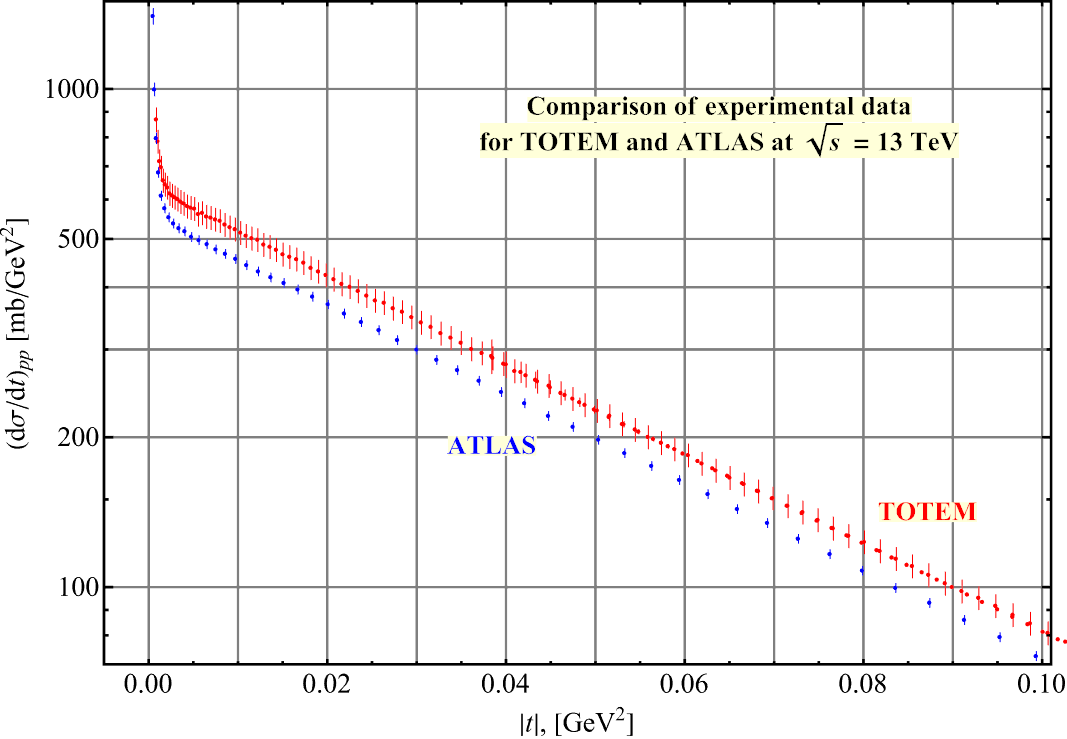 Comparison of experimental data
for TOTEM and ATLAS at √s = 13 TeV
1000
500
200
100
(dσ/dt)pp [mb/GeV²]
ATLAS
TOTEM
0.00 0.02 0.04 0.06 0.08 0.10
|t|, [GeV²]